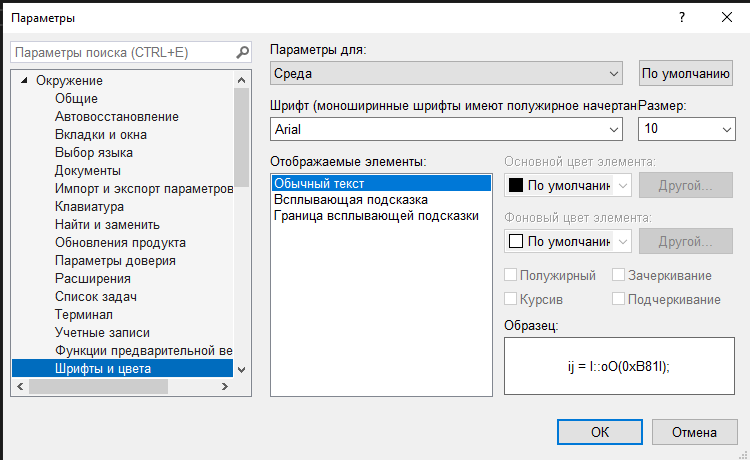 Параметры
?
Параметры поиска (CTRL+E)
Окружение
Общие
Автовосстановление
Вкладки и окна
Выбор языка
Документы
Импорт и экспорт параметров
Клавиатура
Найти и заменить
Обновления продукта
Параметры доверия
Расширения
Список задач
Терминал
Учетные записи
Функции предварительной ве
Шрифты и цвета
Параметры для:
Среда
По умолчанию
Шрифт (моноширинные шрифты имеют полужирное начертан
Размер:
Arial
10
Отображаемые элементы:
Обычный текст
Всплывающая подсказка
Граница всплывающей подсказки
Основной цвет элемента:
По умолчани
Другой...
Фоновый цвет элемента:
По умолчани
Другой...
Полужирный
Зачеркивание
Курсив
Подчеркивание
Образец:
ij = I::oO(0xB81l);
ОК
Отмена